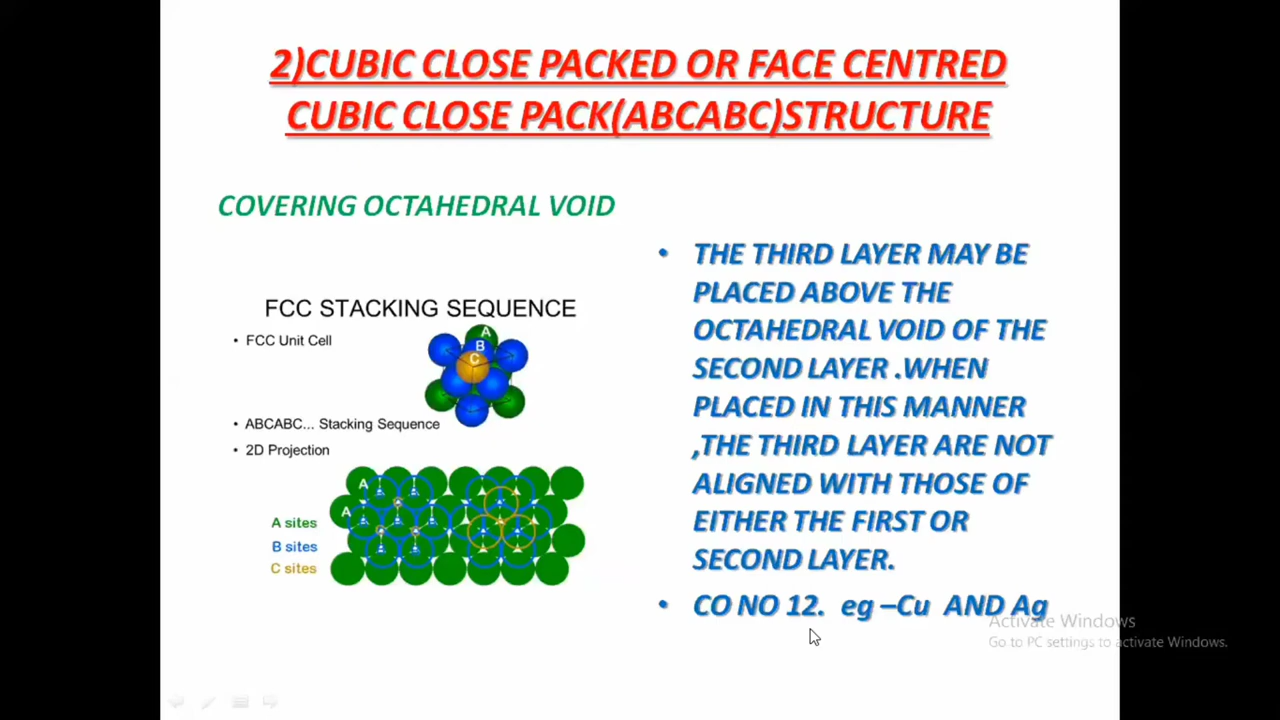 2)CUBIC CLOSE PACKED OR FACE CENTRED
CUBIC CLOSE PACK(ABCABC)STRUCTURE
COVERING OCTAHEDRAL VOID
FCC STACKING SEQUENCE
• FCC Unit Cell
A
B
C
• ABCABC... Stacking Sequence
• 2D Projection
A
A
A sites
B sites
C sites
• THE THIRD LAYER MAY BE
PLACED ABOVE THE
OCTAHEDRAL VOID OF THE
SECOND LAYER .WHEN
PLACED IN THIS MANNER
,THE THIRD LAYER ARE NOT
ALIGNED WITH THOSE OF
EITHER THE FIRST OR
SECOND LAYER.
• CO NO 12. eg –Cu AND Ag
Activate Windows
Go to PC settings to activate Windows.